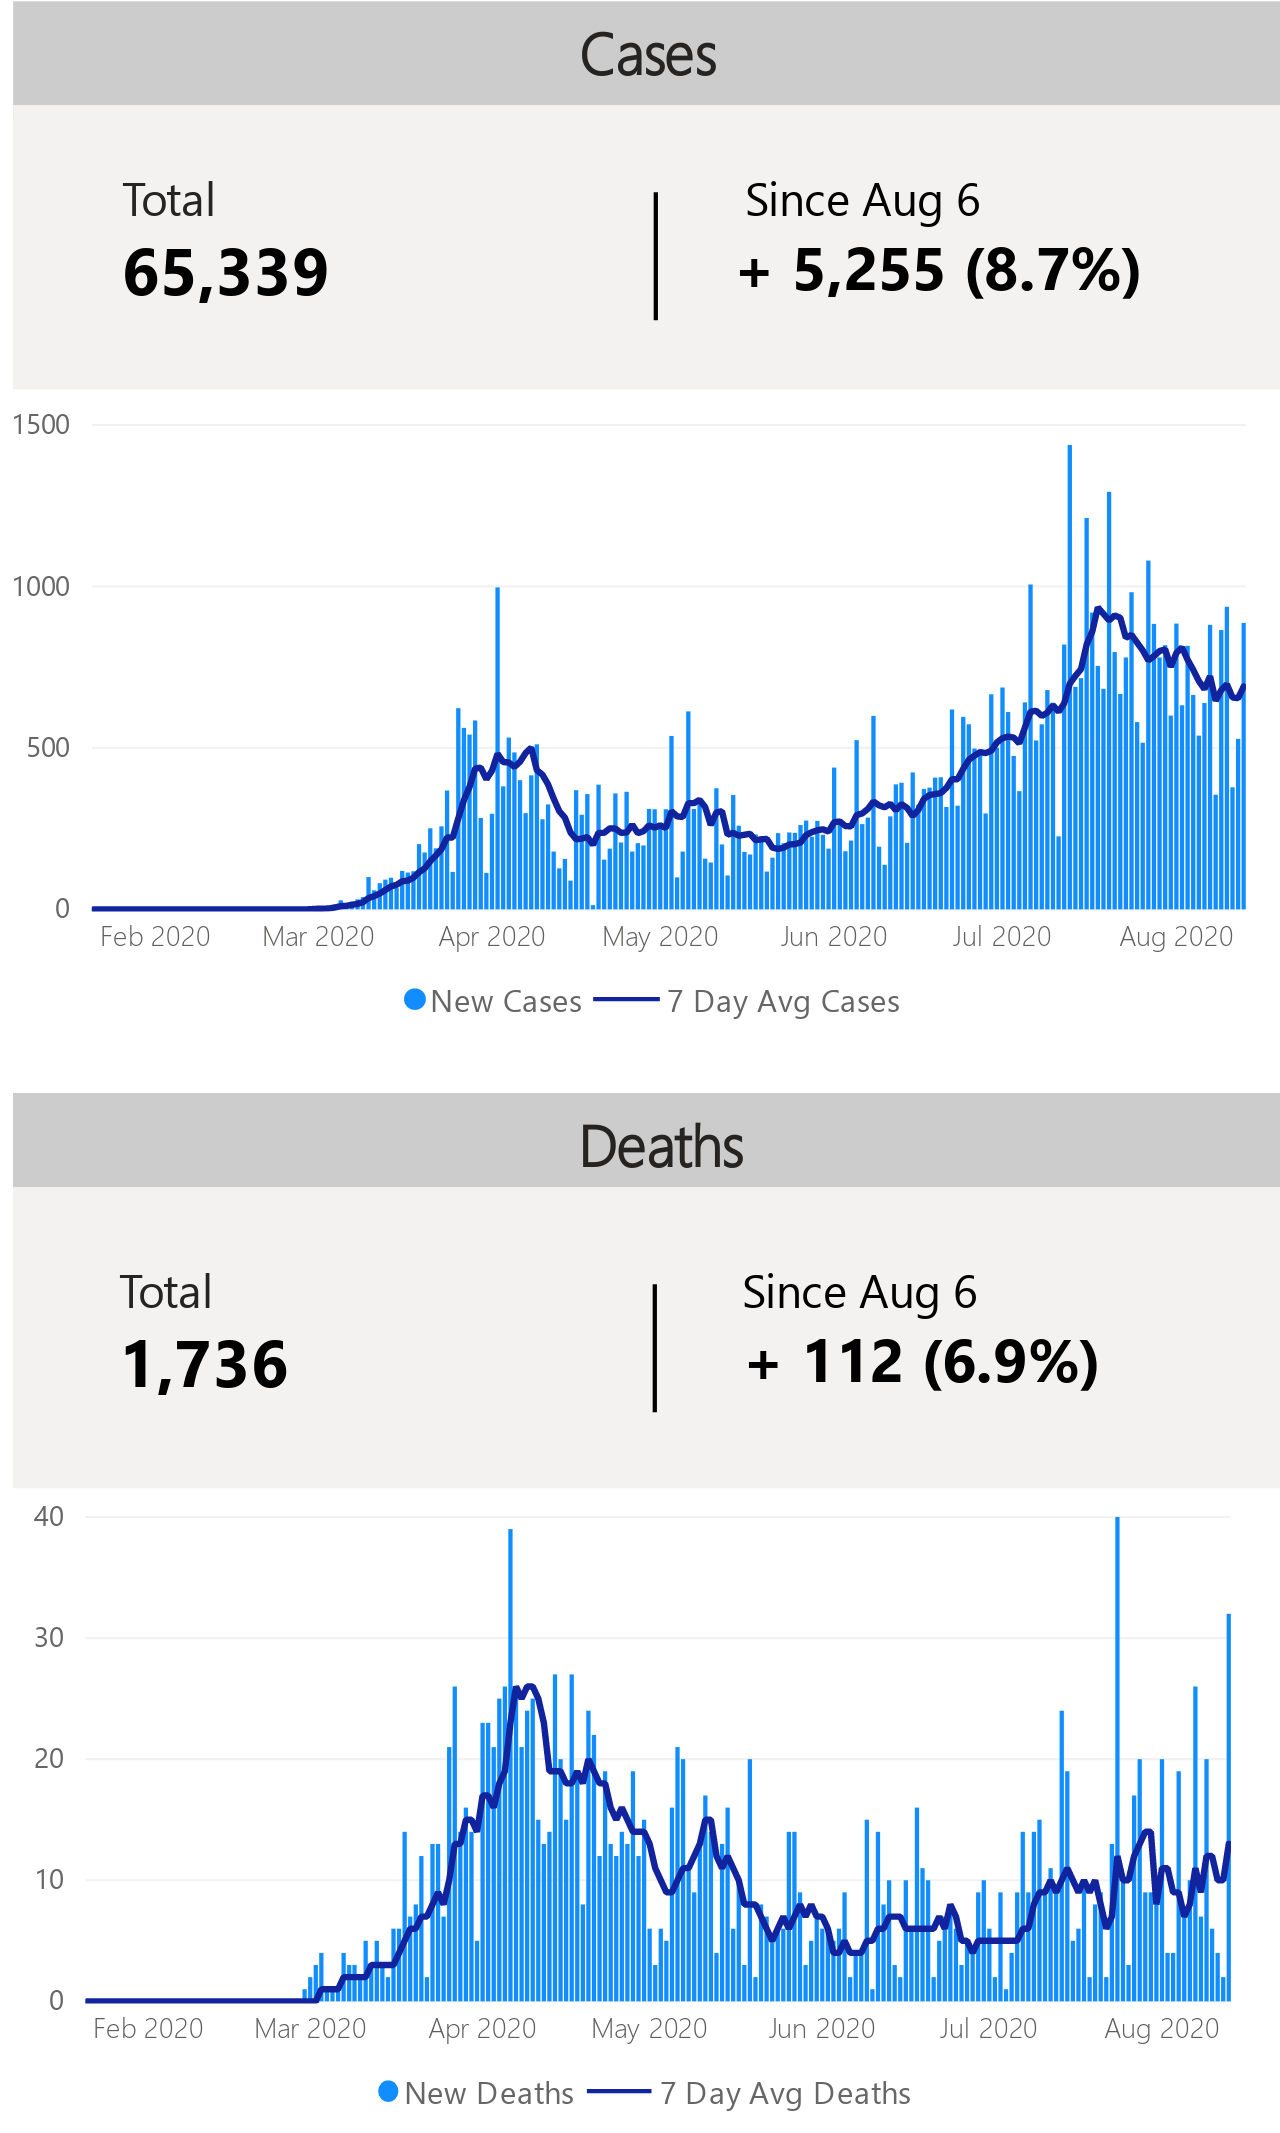 Cases
Total
Since Aug 6
65,339
+ 5,255 (8.7%)
1500
1000
500
0
Feb 2020 Mar 2020 Apr 2020 May 2020 Jun 2020 Jul 2020 Aug 2020
New Cases 7 Day Avg Cases
Deaths
Total
Since Aug 6
1,736
+ 112 (6.9%)
40
30
20
10
0
Feb 2020 Mar 2020 Apr 2020 May 2020 Jun 2020 Jul 2020 Aug 2020
New Deaths 7 Day Avg Deaths